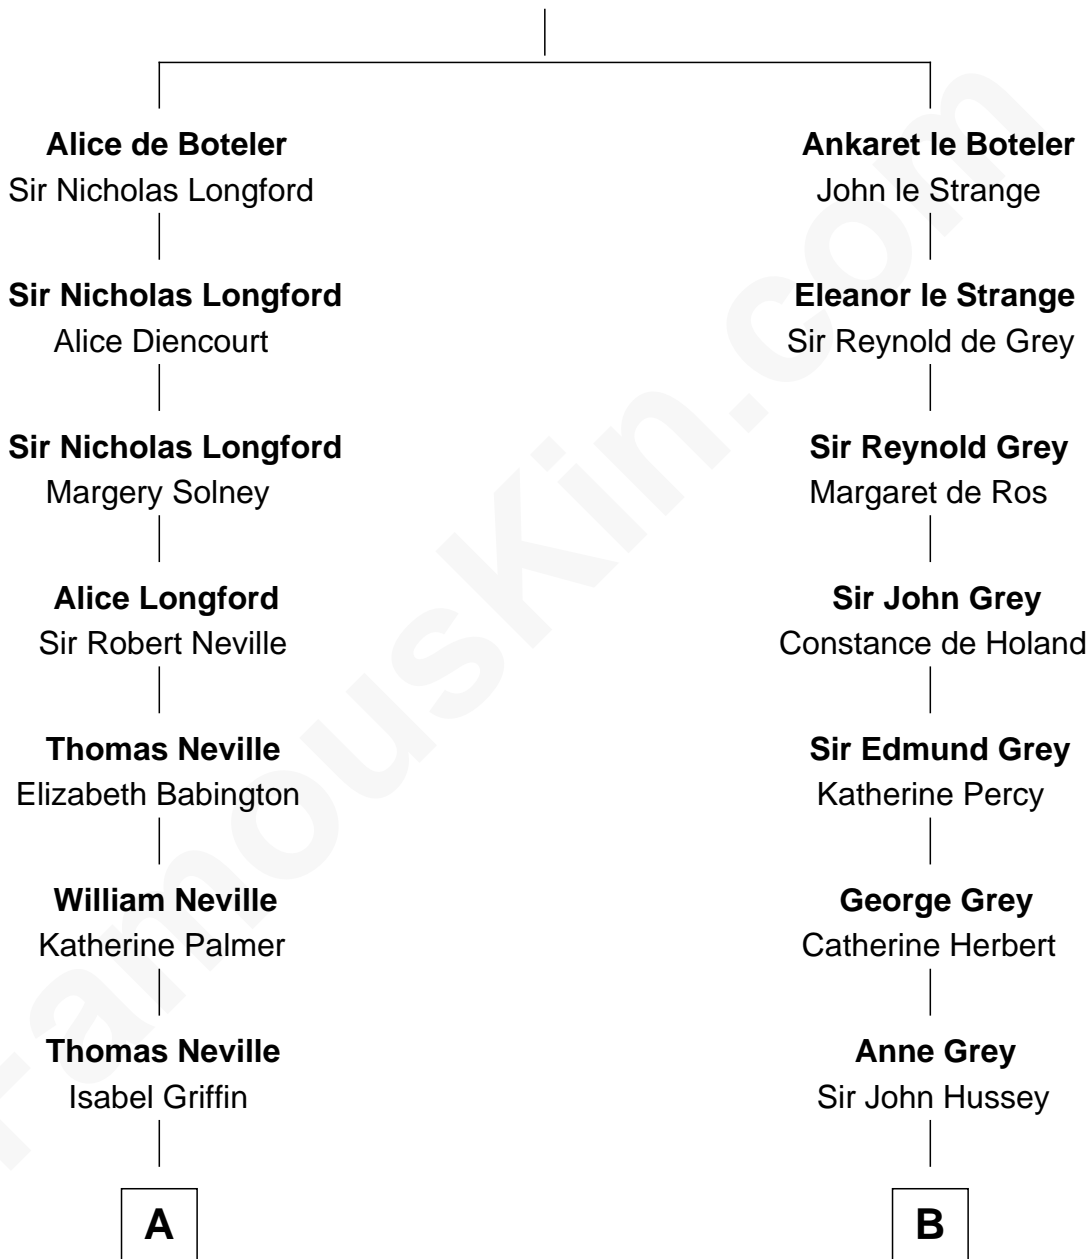 Alice de Boteler
Sir Nicholas Longford
Sir Nicholas Longford
Alice Diencourt
Sir Nicholas Longford
Margery Solney
Alice Longford
Sir Robert Neville
Thomas Neville
Elizabeth Babington
William Neville
Katherine Palmer
Thomas Neville
Isabel Griffin
A
Ankaret le Boteler
John le Strange
Eleanor le Strange
Sir Reynold de Grey
Sir Reynold Grey
Margaret de Ros
Sir John Grey
Constance de Holand
Sir Edmund Grey
Katherine Percy
George Grey
Catherine Herbert
Anne Grey
Sir John Hussey
B
FamousKin.com